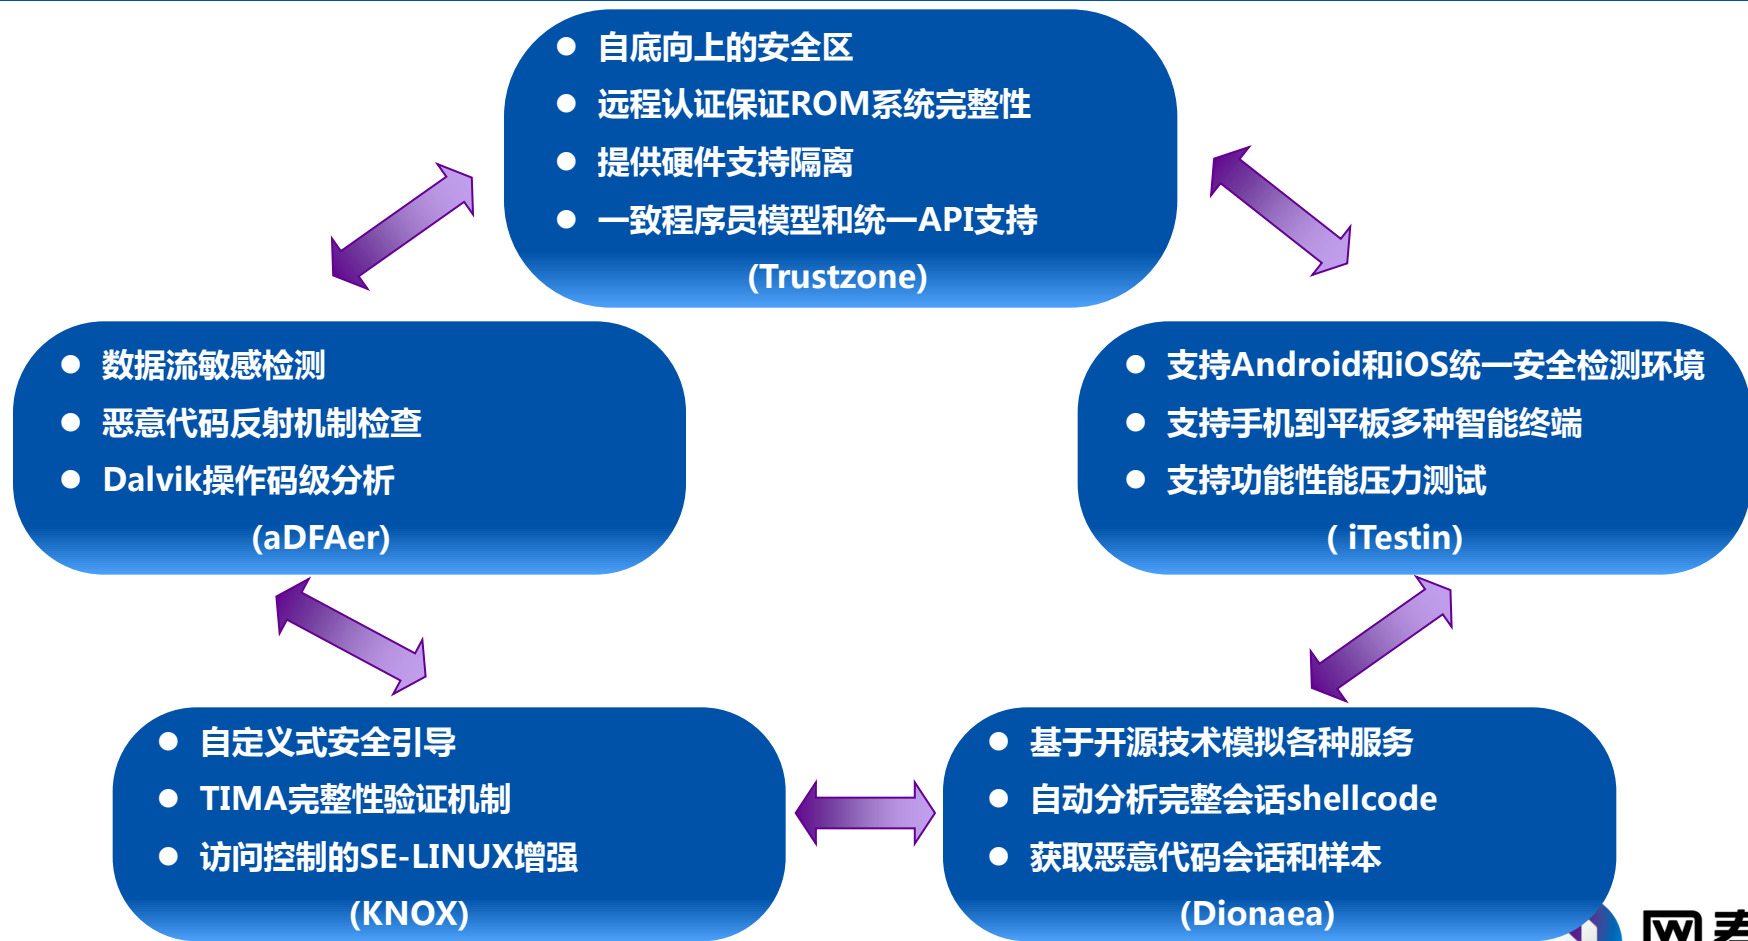 ● 自底向上的安全区
● 远程认证保证ROM系统完整性
● 提供硬件支持隔离
● 一致程序员模型和统一API支持
(Trustzone)
● 数据流敏感检测
● 恶意代码反射机制检查
● Dalvik操作码级分析
(aDFAer)
● 支持Android和iOS统一安全检测环境
● 支持手机到平板多种智能终端
● 支持功能性能压力测试
( iTestin)
● 自定义式安全引导
● TIMA完整性验证机制
● 访问控制的SE-LINUX增强
(KNOX)
● 基于开源技术模拟各种服务
● 自动分析完整会话shellcode
● 获取恶意代码会话和样本
(Dionaea)